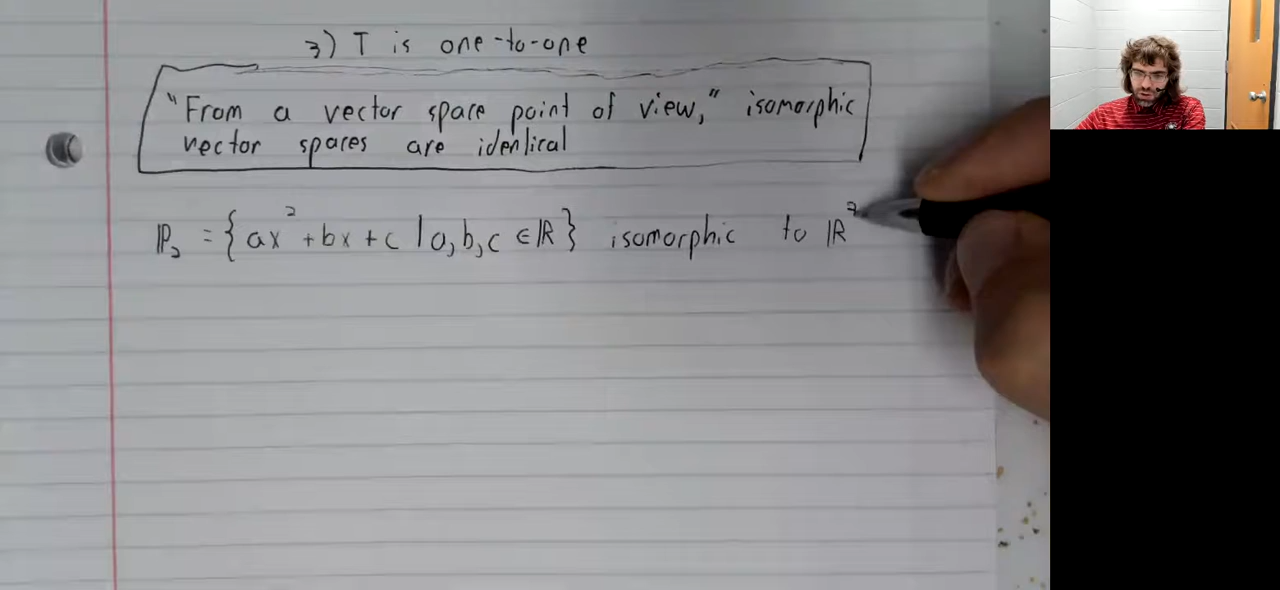 3) T is one-to-one
"From a vector space point of view," isomorphic
vector spaces are identical
ℙ₂ = { ax² + bx + c | a, b, c ∈ ℝ } isomorphic to ℝ